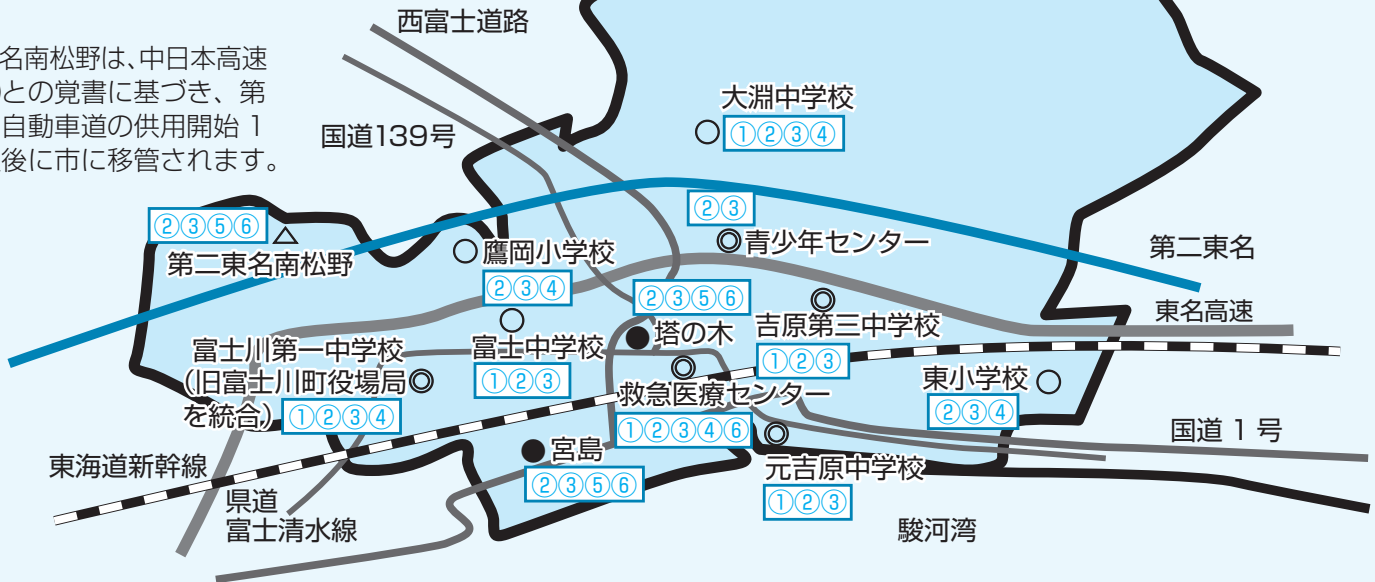 西富士道路
名南松野は、中日本高速
との覚書に基づき、第
自動車道の供用開始 1
後に市に移管されます。
国道139号
大淵中学校
①②③④
②③
青少年センター
②③⑤⑥
第二東名南松野
鷹岡小学校
②③④
第二東名
東名高速
②③⑤⑥
塔の木
吉原第三中学校
①②③
富士川第一中学校
(旧富士川町役場局
を統合)
①②③④
富士中学校
①②③
救急医療センター
①②③④⑥
東小学校
②③④
国道 1 号
東海道新幹線
県道
富士清水線
宮島
②③⑤⑥
元吉原中学校
①②③
駿河湾